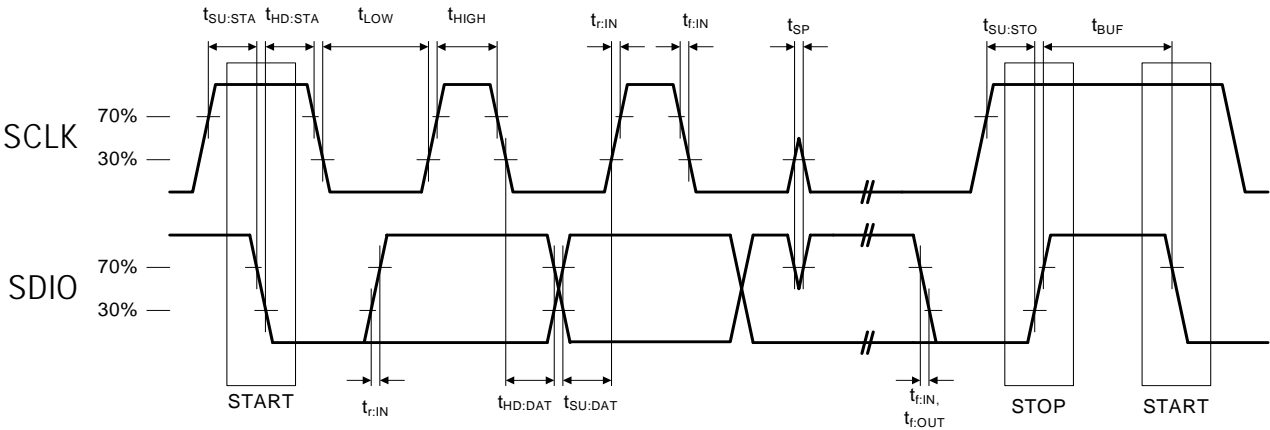 tSU:STA tHD:STA tLOW tHIGH tr:IN tf:IN tSP tSU:STO tBUF
SCLK
70%
30%
SDIO
70%
30%
START
tr:IN
tHD:DAT tSU:DAT
tf:IN,
tf:OUT
STOP
START